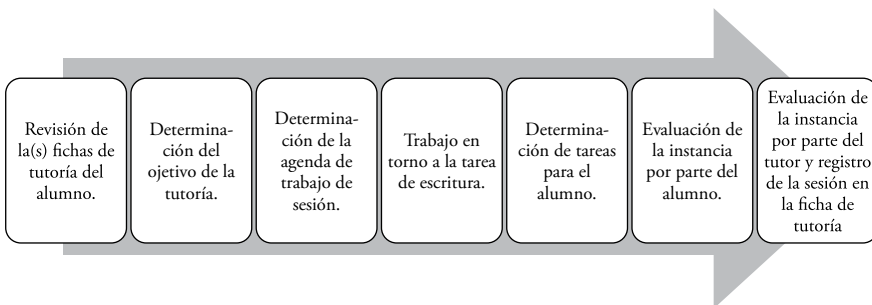 Revisión de
la(s) fichas de
tutoría del
alumno.
Determina-
ción del
ojetivo de la
tutoría.
Determina-
ción de la
agenda de
trabajo de
sesión.
Trabajo en
torno a la tarea
de escritura.
Determina-
ción de tareas
para el
alumno.
Evaluación de
la instancia
por parte del
alumno.
Evaluación de
la instancia
por parte del
tutor y registro
de la sesión en
la ficha de
tutoría